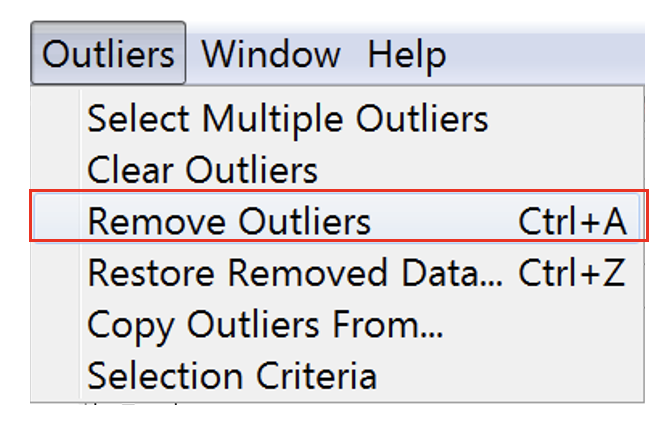 Outliers Window Help
Select Multiple Outliers
Clear Outliers
Remove Outliers Ctrl+A
Restore Removed Data... Ctrl+Z
Copy Outliers From...
Selection Criteria